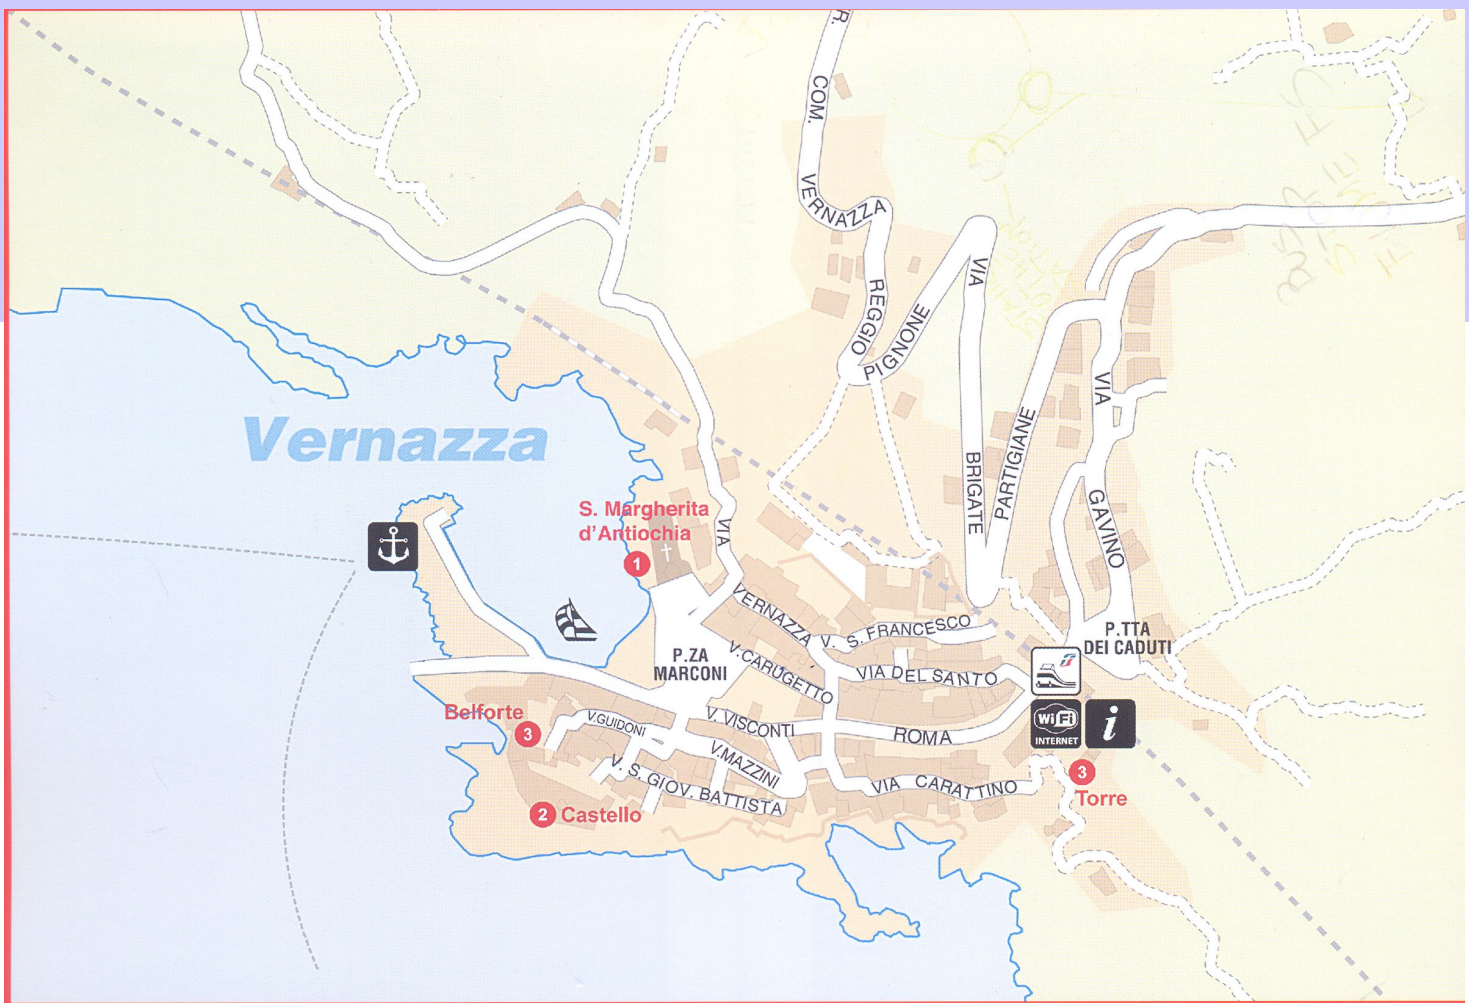 R.
COM.
VERNAZZA
REGGIO
PIGNONE
VIA
BRIGATE
PARTIGIANE
VIA
GAVINO
Vernazza
S. Margherita
d'Antiochia
1
VIA
VERNAZZA
V. S. FRANCESCO
P.TTA
DEI CADUTI
P.ZA
MARCONI
V. CARUGETTO
VIA DEL SANTO
Belforte
3
V.GUIDONI
V. VISCONTI
ROMA
WiFi
INTERNET
i
V.MAZZINI
V. S. GIOV. BATTISTA
VIA CARATTINO
3
Torre
2
Castello